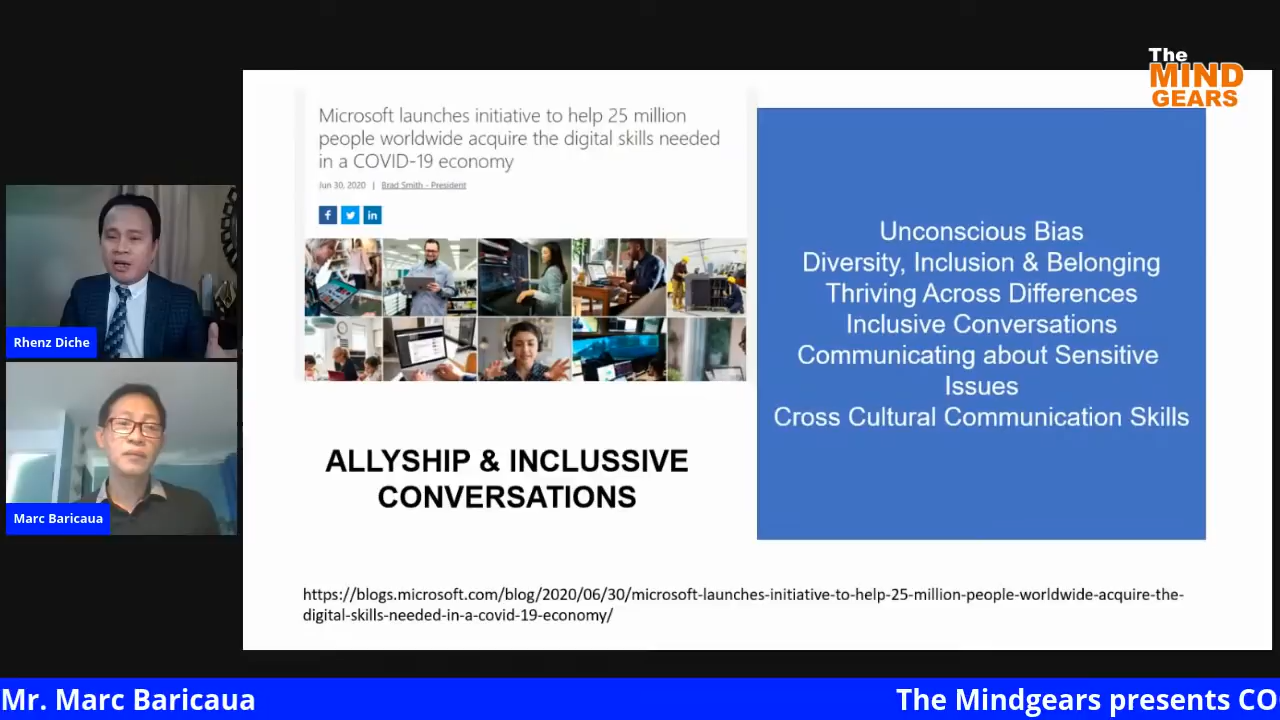 The
MIND
GEARS
Microsoft launches initiative to help 25 million
people worldwide acquire the digital skills needed
in a COVID-19 economy
Jun 30, 2020 | Brad Smith - President
f in
Unconscious Bias
Diversity, Inclusion & Belonging
Thriving Across Differences
Inclusive Conversations
Communicating about Sensitive
Issues
Cross Cultural Communication Skills
Rhenz Diche
Marc Baricaua
ALLYSHIP & INCLUSSIVE
CONVERSATIONS
https://blogs.microsoft.com/blog/2020/06/30/microsoft-launches-initiative-to-help-25-million-people-worldwide-acquire-the-
digital-skills-needed-in-a-covid-19-economy/
Mr. Marc Baricaua
The Mindgears presents CO